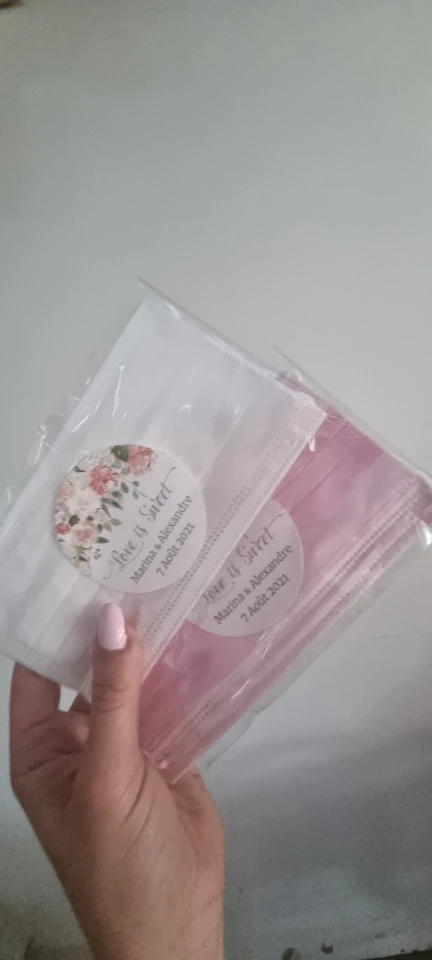 Love is Sweet
Marina & Alexandre
7 Août 2021
Love is Sweet
Marina & Alexandre
7 Août 2021